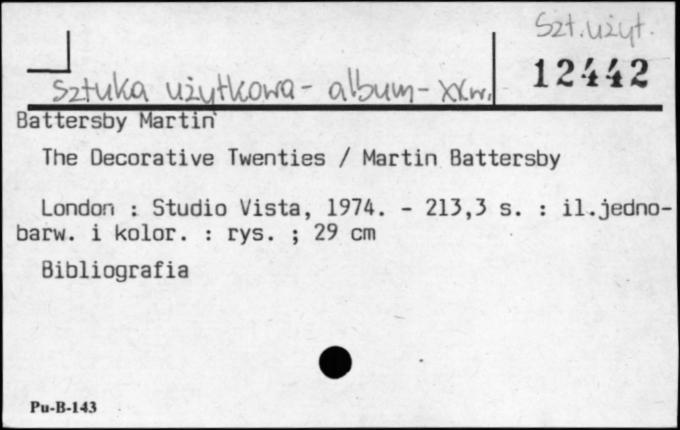 Szt. użyt.
12442
Sztuka użytkowa - album - XX w.
Battersby Martin
The Decorative Twenties / Martin Battersby
London : Studio Vista, 1974. - 213,3 s. : il.jedno-
barw. i kolor. : rys. ; 29 cm
Bibliografia
Pu-B-143